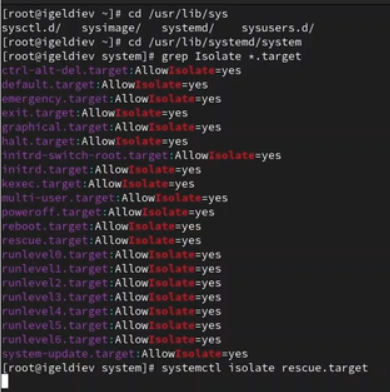 [root@igeldiev ~]# cd /usr/lib/sys
sysctl.d/   sysimage/   systemd/    sysusers.d/
[root@igeldiev ~]# cd /usr/lib/systemd/system
[root@igeldiev system]# grep Isolate *.target
ctrl-alt-del.target:AllowIsolate=yes
default.target:AllowIsolate=yes
emergency.target:AllowIsolate=yes
exit.target:AllowIsolate=yes
graphical.target:AllowIsolate=yes
halt.target:AllowIsolate=yes
initrd-switch-root.target:AllowIsolate=yes
initrd.target:AllowIsolate=yes
kexec.target:AllowIsolate=yes
multi-user.target:AllowIsolate=yes
poweroff.target:AllowIsolate=yes
reboot.target:AllowIsolate=yes
rescue.target:AllowIsolate=yes
runlevel0.target:AllowIsolate=yes
runlevel1.target:AllowIsolate=yes
runlevel2.target:AllowIsolate=yes
runlevel3.target:AllowIsolate=yes
runlevel4.target:AllowIsolate=yes
runlevel5.target:AllowIsolate=yes
runlevel6.target:AllowIsolate=yes
system-update.target:AllowIsolate=yes
[root@igeldiev system]# systemctl isolate rescue.target